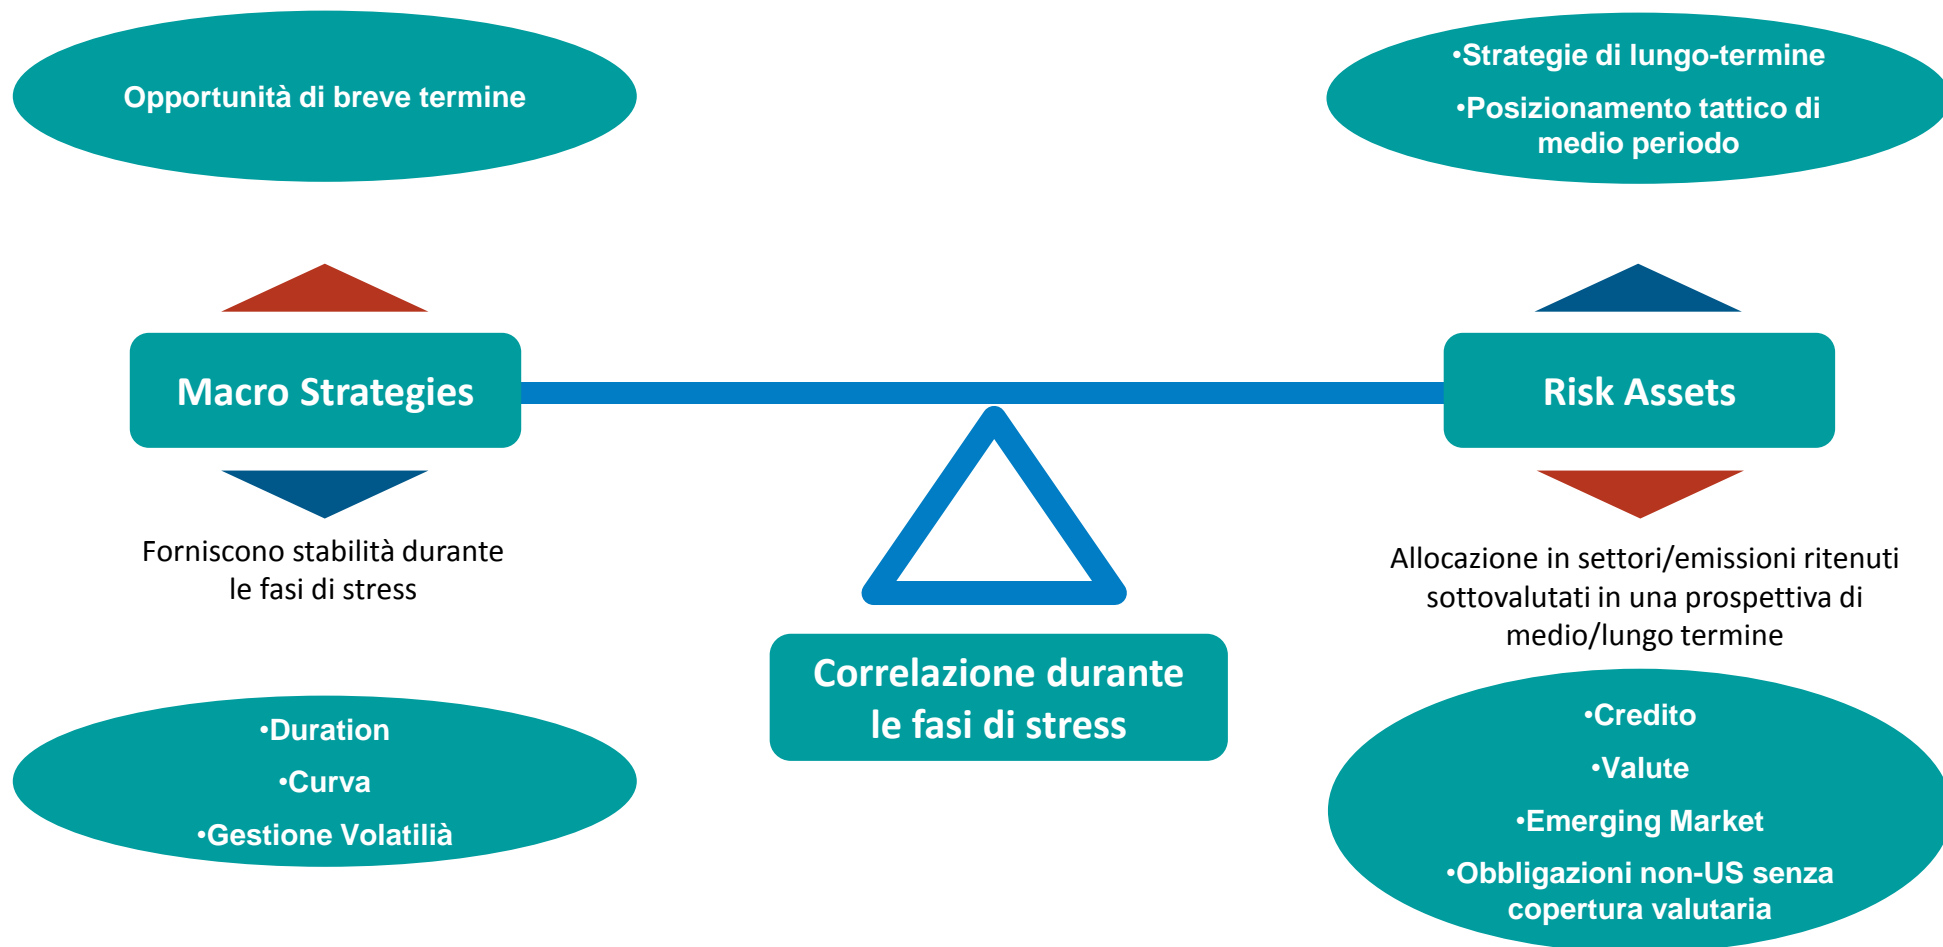 Opportunità di breve termine
•Strategie di lungo-termine
•Posizionamento tattico di
medio periodo
Macro Strategies
Risk Assets
Forniscono stabilità durante
le fasi di stress
Allocazione in settori/emissioni ritenuti
sottovalutati in una prospettiva di
medio/lungo termine
Correlazione durante
le fasi di stress
•Duration
•Curva
•Gestione Volatilià
•Credito
•Valute
•Emerging Market
•Obbligazioni non-US senza
copertura valutaria